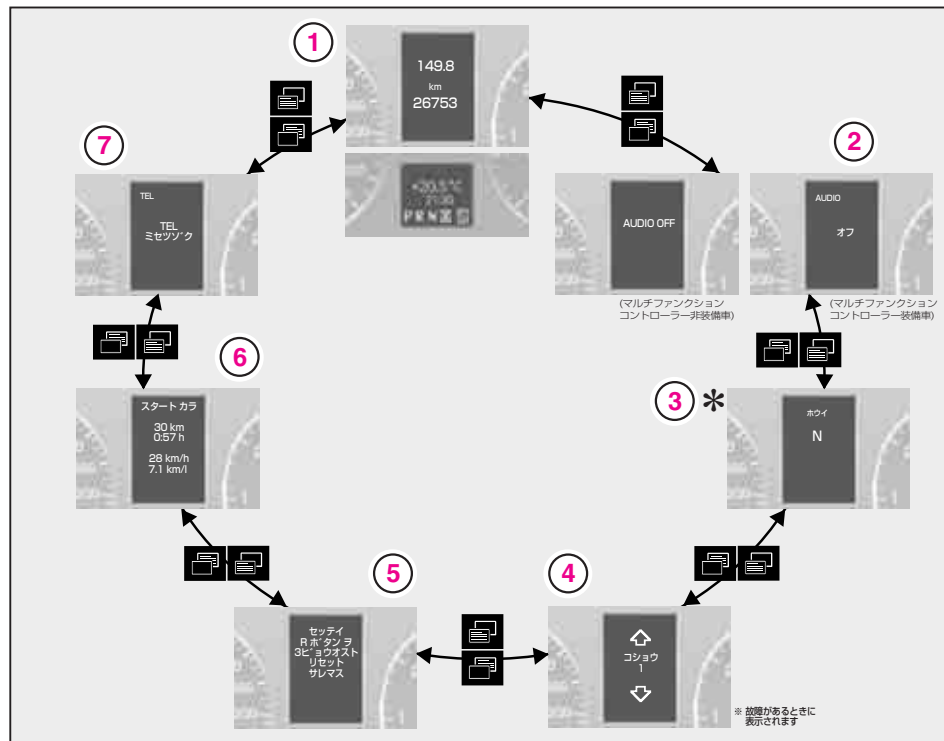 1
149.8
km
26753
+20.5°C
21:30
P R N
2
AUDIO OFF
(マルチファンクション
コントローラー非装備車)
AUDIO
オフ
(マルチファンクション
コントローラー装備車)
3 *
ホウイ
N
4
コショウ
1
※ 故障があるときに
表示されます
5
セッテイ
R ボタン ヲ
3ビョウオスト
リセット
サレマス
6
スタート カラ
30 km
0:57 h
28 km/h
7.1 km/l
7
TEL
TEL
ミセツゾク